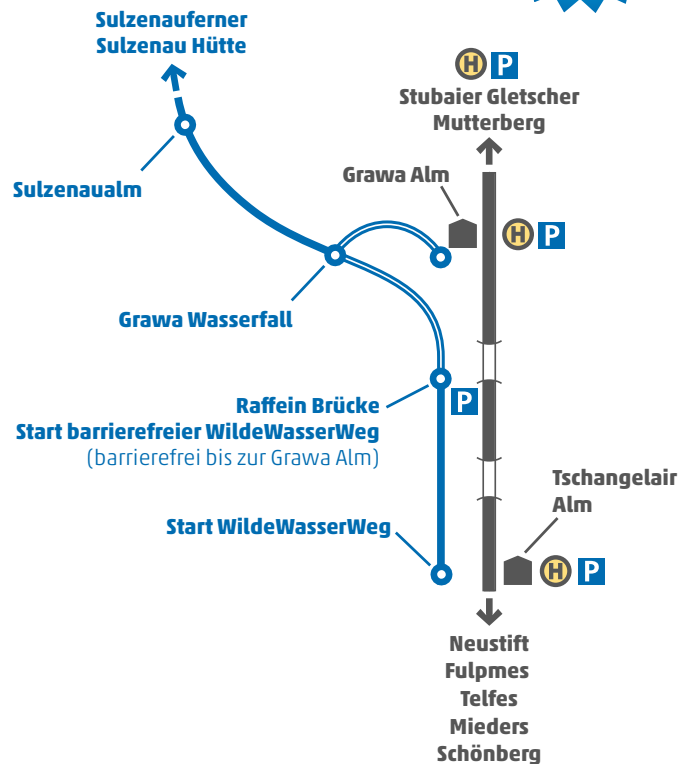 Sulzenauferner
Sulzenau Hütte
H P
Stubaier Gletscher
Mutterberg
Grawa Alm
Sulzenaualm
H P
Grawa Wasserfall
Raffein Brücke
P
Start barrierefreier WildeWasserWeg
(barrierefrei bis zur Grawa Alm)
Tschangelair
Alm
Start WildeWasserWeg
H P
Neustift
Fulpmes
Telfes
Mieders
Schönberg